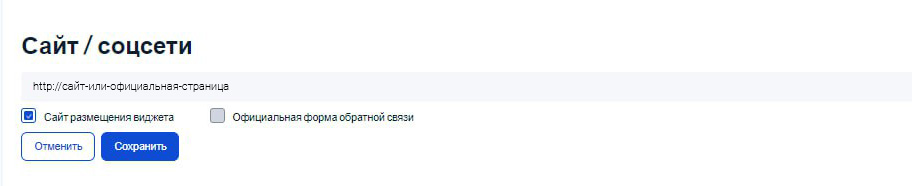 Сайт / соцсети
http://сайт-или-официальная-страница
Сайт размещения виджета Официальная форма обратной связи
Отменить Сохранить